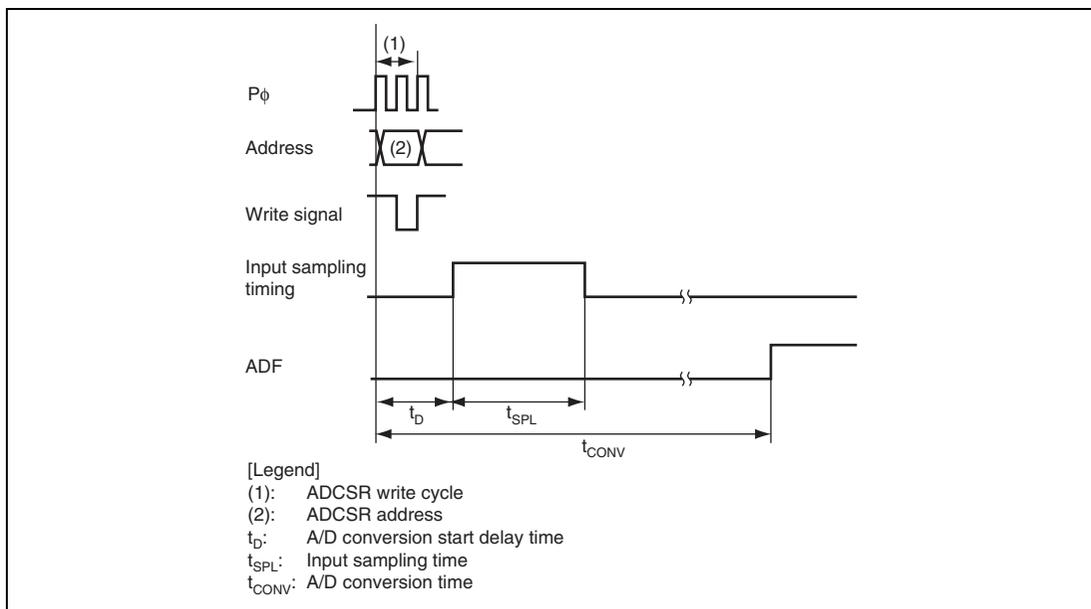 (1)
Pϕ
Address
(2)
Write signal
Input sampling
timing
ADF
tD
tSPL
tCONV
[Legend]
(1): ADCSR write cycle
(2): ADCSR address
tD: A/D conversion start delay time
tSPL: Input sampling time
tCONV: A/D conversion time